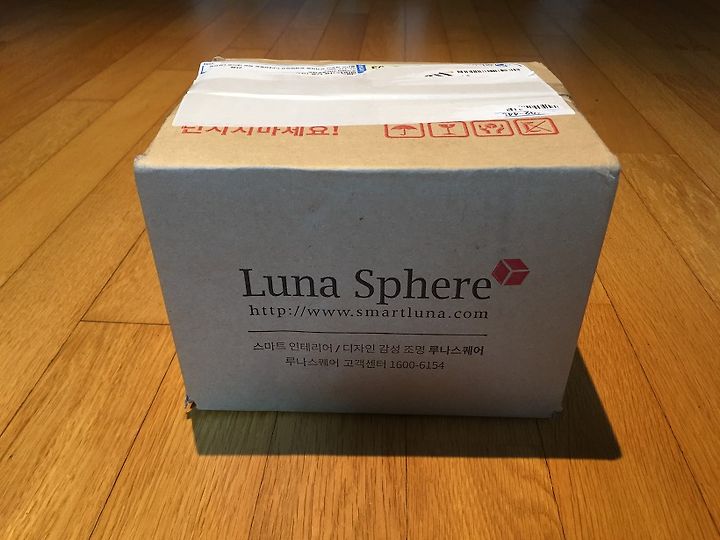 던지지마세요!
Luna Sphere
http://www.smartluna.com
스마트 인테리어 / 디자인 감성 조명 루나스퀘어
루나스퀘어 고객센터 1600-6154